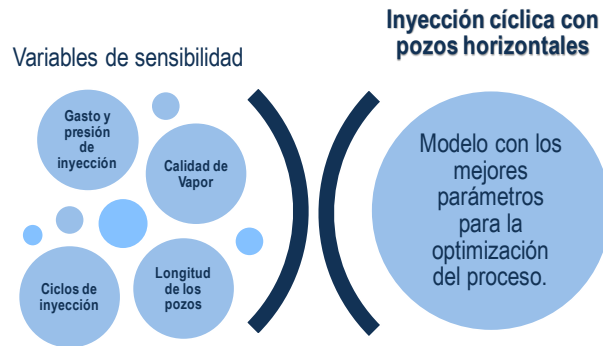 Inyección cíclica con
pozos horizontales
Variables de sensibilidad
Gasto y
presión
de
inyección
Calidad de
Vapor
Ciclos de
inyección
Longitud
de los
pozos
Modelo con los
mejores
parámetros
para la
optimización
del proceso.